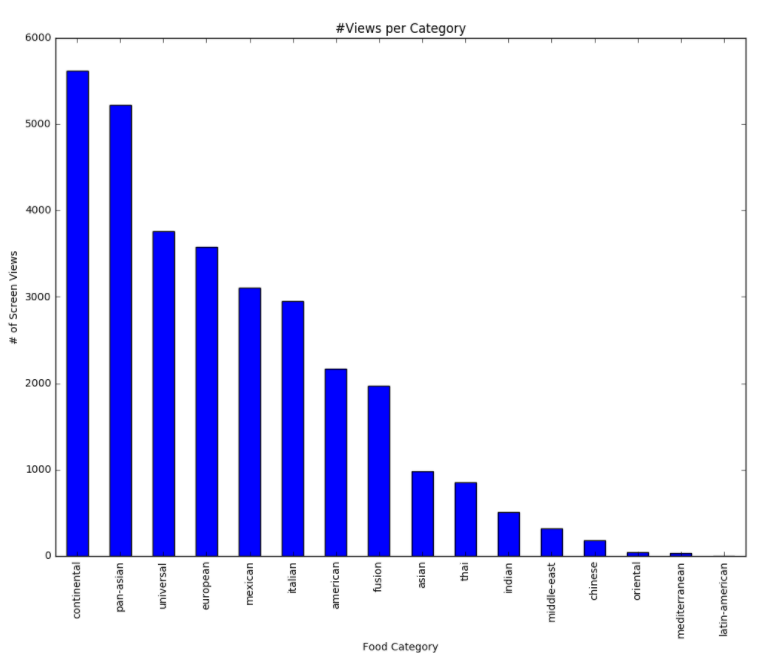 #Views per Category
6000
5000
4000
3000
2000
1000
0
# of Screen Views
continental
pan-asian
universal
european
mexican
italian
american
fusion
asian
thai
indian
middle-east
chinese
oriental
mediterranean
latin-american
Food Category